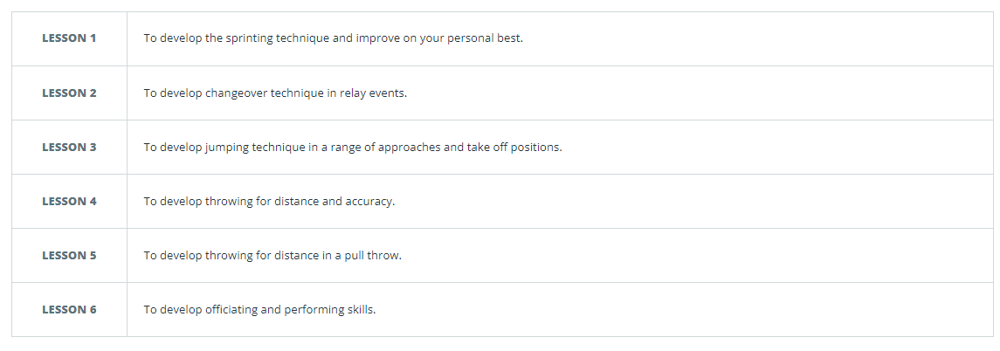 LESSON 1 To develop the sprinting technique and improve on your personal best.
LESSON 2 To develop changeover technique in relay events.
LESSON 3 To develop jumping technique in a range of approaches and take off positions.
LESSON 4 To develop throwing for distance and accuracy.
LESSON 5 To develop throwing for distance in a pull throw.
LESSON 6 To develop officiating and performing skills.